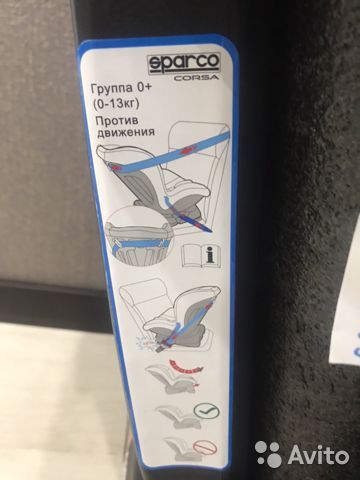 sparco
CORSA
Группа 0+
(0-13кг)
Против
движения
i
Avito